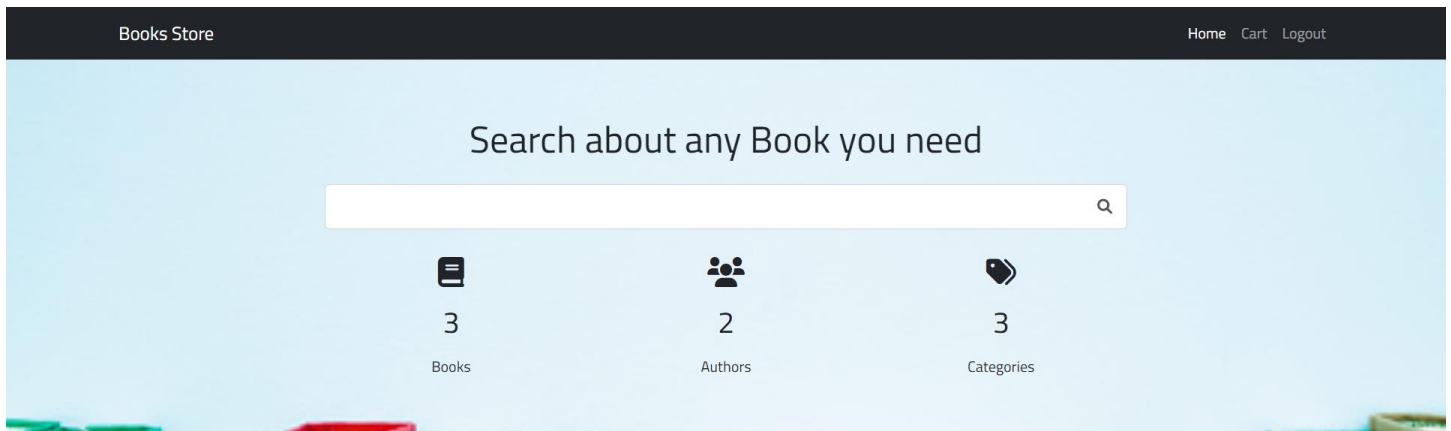 Books Store
Home Cart Logout
Search about any Book you need
3
2
3
Books
Authors
Categories